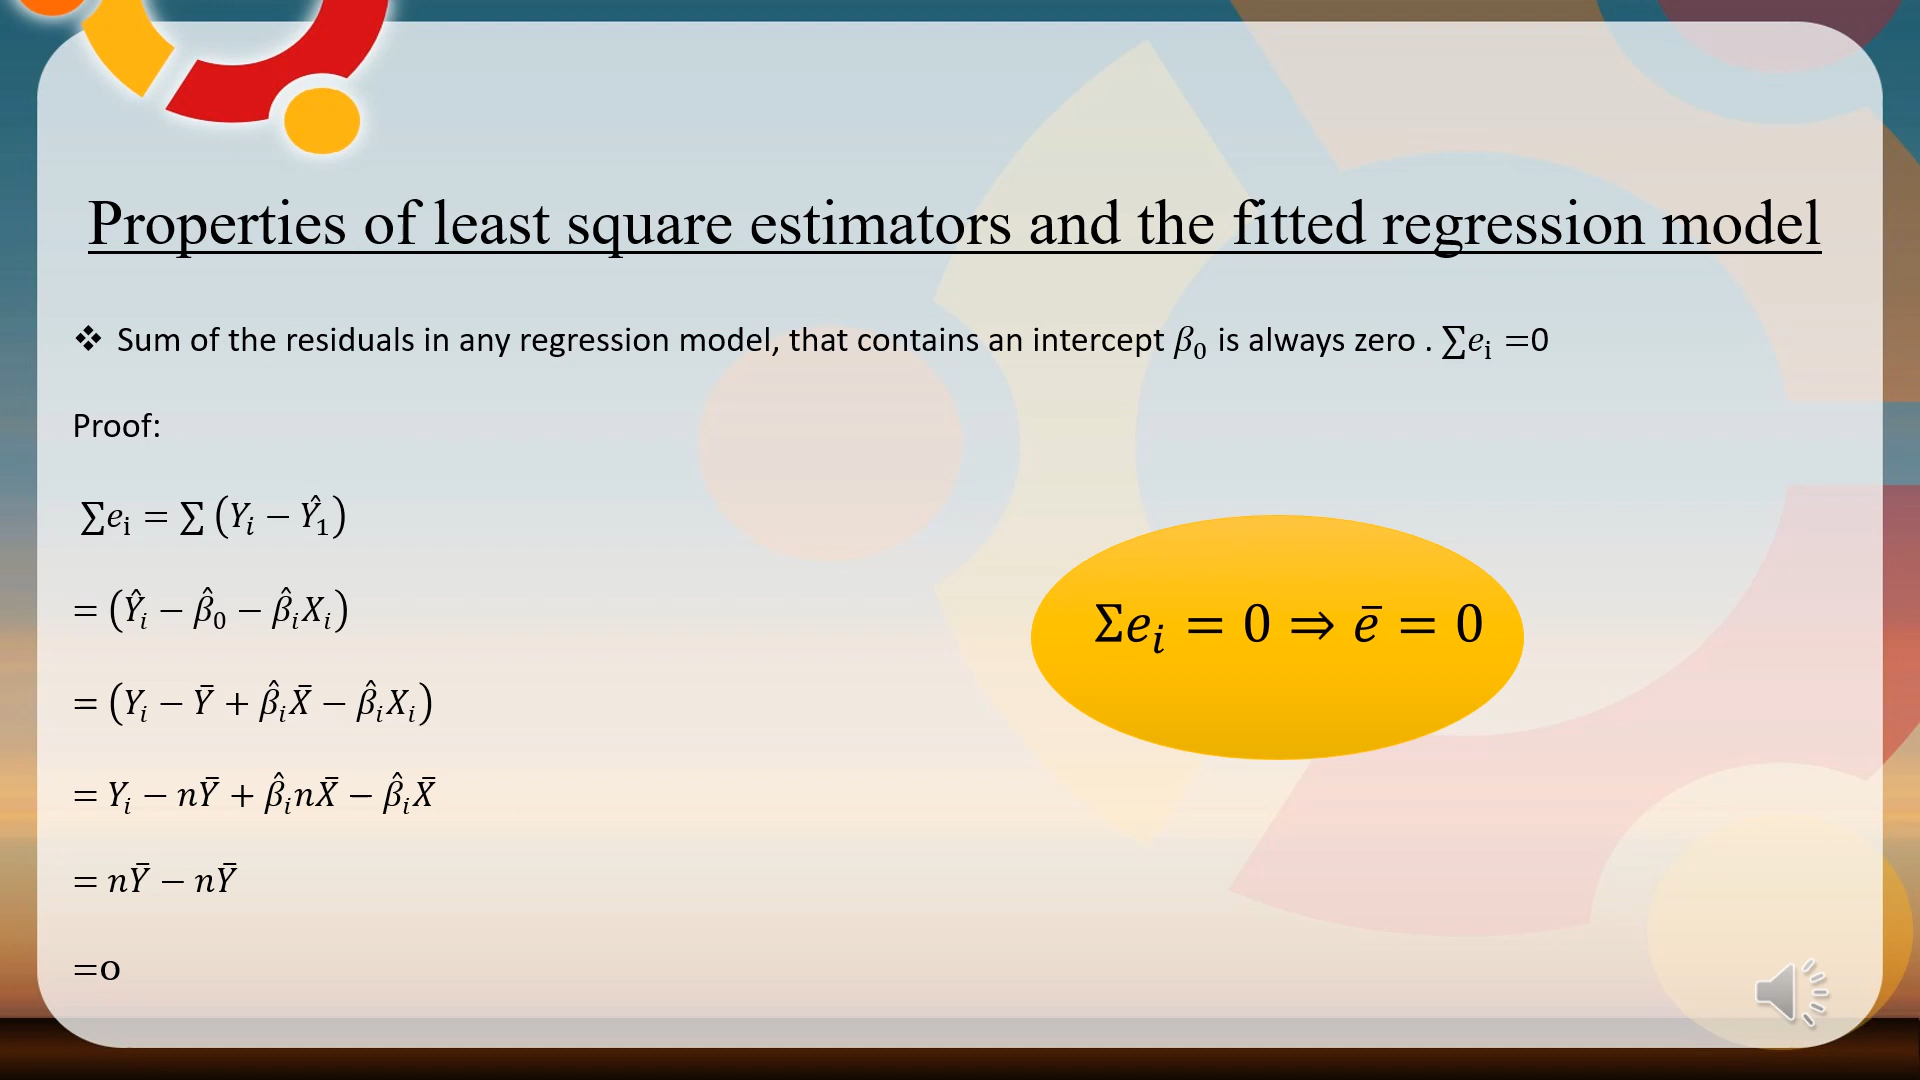 Properties of least square estimators and the fitted regression model
❖ Sum of the residuals in any regression model, that contains an intercept β₀ is always zero . ∑eᵢ =0
Proof:
∑eᵢ = ∑ (Yᵢ − Ŷ₁)
= (Ŷᵢ − β̂₀ − β̂ᵢXᵢ)
= (Yᵢ − Ȳ + β̂ᵢX̄ − β̂ᵢXᵢ)
= Yᵢ − nȲ + β̂ᵢnX̄ − β̂ᵢX̄
= nȲ − nȲ
=o
Σeᵢ = 0 ⇒ ē = 0